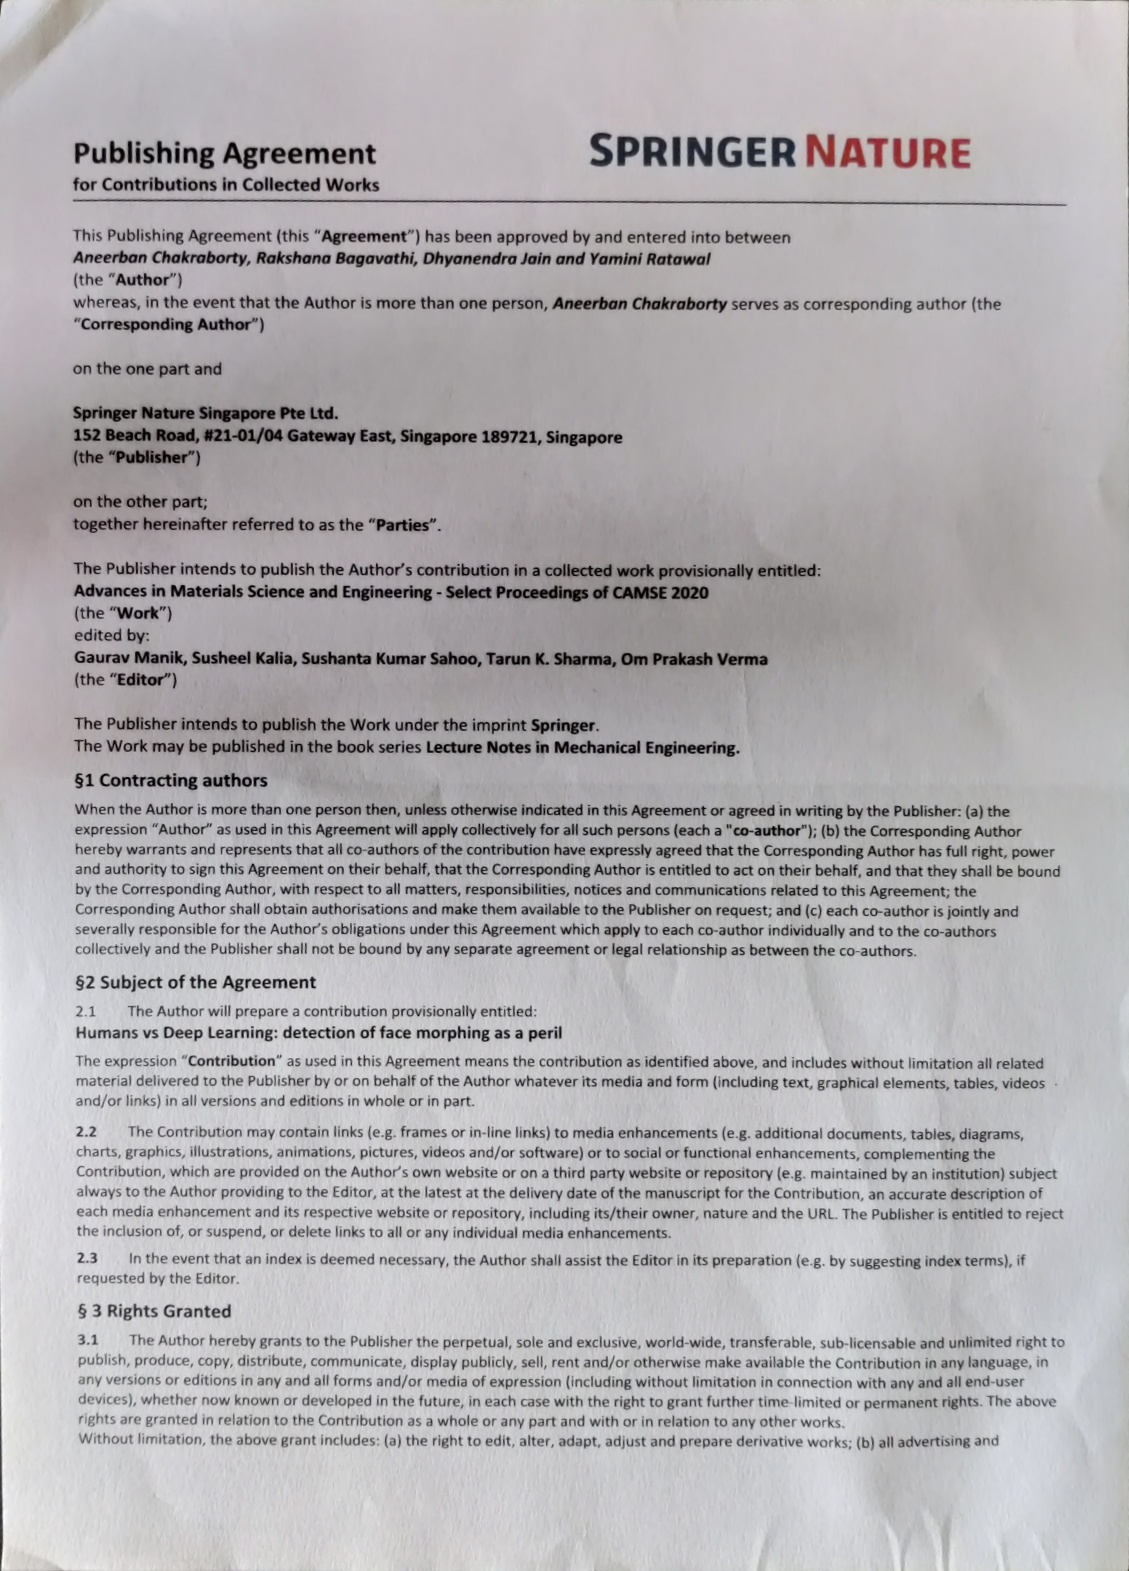 Publishing Agreement
for Contributions in Collected Works
SPRINGER NATURE
This Publishing Agreement (this “Agreement”) has been approved by and entered into between
Aneerban Chakraborty, Rakshana Bagavathi, Dhyanendra Jain and Yamini Ratawal
(the “Author”)
whereas, in the event that the Author is more than one person, Aneerban Chakraborty serves as corresponding author (the
“Corresponding Author”)
on the one part and
Springer Nature Singapore Pte Ltd.
152 Beach Road, #21-01/04 Gateway East, Singapore 189721, Singapore
(the “Publisher”)
on the other part;
together hereinafter referred to as the “Parties”.
The Publisher intends to publish the Author’s contribution in a collected work provisionally entitled:
Advances in Materials Science and Engineering - Select Proceedings of CAMSE 2020
(the “Work”)
edited by:
Gaurav Manik, Susheel Kalia, Sushanta Kumar Sahoo, Tarun K. Sharma, Om Prakash Verma
(the “Editor”)
The Publisher intends to publish the Work under the imprint Springer.
The Work may be published in the book series Lecture Notes in Mechanical Engineering.
§1 Contracting authors
When the Author is more than one person then, unless otherwise indicated in this Agreement or agreed in writing by the Publisher: (a) the
expression “Author” as used in this Agreement will apply collectively for all such persons (each a "co-author"); (b) the Corresponding Author
hereby warrants and represents that all co-authors of the contribution have expressly agreed that the Corresponding Author has full right, power
and authority to sign this Agreement on their behalf, that the Corresponding Author is entitled to act on their behalf, and that they shall be bound
by the Corresponding Author, with respect to all matters, responsibilities, notices and communications related to this Agreement; the
Corresponding Author shall obtain authorisations and make them available to the Publisher on request; and (c) each co-author is jointly and
severally responsible for the Author’s obligations under this Agreement which apply to each co-author individually and to the co-authors
collectively and the Publisher shall not be bound by any separate agreement or legal relationship as between the co-authors.
§2 Subject of the Agreement
2.1 The Author will prepare a contribution provisionally entitled:
Humans vs Deep Learning: detection of face morphing as a peril
The expression “Contribution” as used in this Agreement means the contribution as identified above, and includes without limitation all related
material delivered to the Publisher by or on behalf of the Author whatever its media and form (including text, graphical elements, tables, videos
and/or links) in all versions and editions in whole or in part.
2.2 The Contribution may contain links (e.g. frames or in-line links) to media enhancements (e.g. additional documents, tables, diagrams,
charts, graphics, illustrations, animations, pictures, videos and/or software) or to social or functional enhancements, complementing the
Contribution, which are provided on the Author’s own website or on a third party website or repository (e.g. maintained by an institution) subject
always to the Author providing to the Editor, at the latest at the delivery date of the manuscript for the Contribution, an accurate description of
each media enhancement and its respective website or repository, including its/their owner, nature and the URL. The Publisher is entitled to reject
the inclusion of, or suspend, or delete links to all or any individual media enhancements.
2.3 In the event that an index is deemed necessary, the Author shall assist the Editor in its preparation (e.g. by suggesting index terms), if
requested by the Editor.
§ 3 Rights Granted
3.1 The Author hereby grants to the Publisher the perpetual, sole and exclusive, world-wide, transferable, sub-licensable and unlimited right to
publish, produce, copy, distribute, communicate, display publicly, sell, rent and/or otherwise make available the Contribution in any language, in
any versions or editions in any and all forms and/or media of expression (including without limitation in connection with any and all end-user
devices), whether now known or developed in the future, in each case with the right to grant further time-limited or permanent rights. The above
rights are granted in relation to the Contribution as a whole or any part and with or in relation to any other works.
Without limitation, the above grant includes: (a) the right to edit, alter, adapt, adjust and prepare derivative works; (b) all advertising and